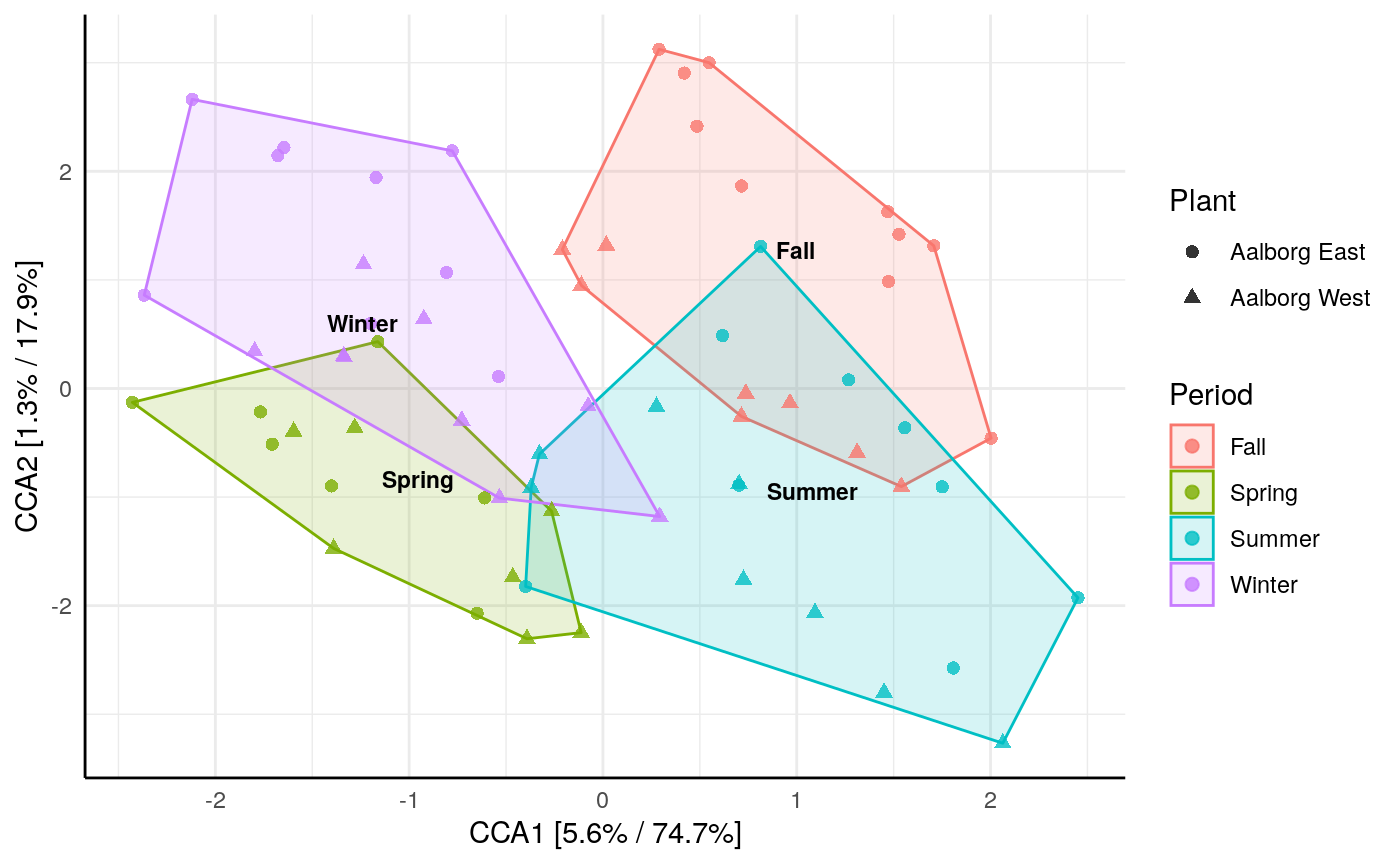 CCA2 [1.3% / 17.9%]
2
0
-2
Winter
Fall
Spring
Summer
-2
-1
0
1
2
CCA1 [5.6% / 74.7%]
Plant
Aalborg East
Aalborg West
Period
Fall
Spring
Summer
Winter